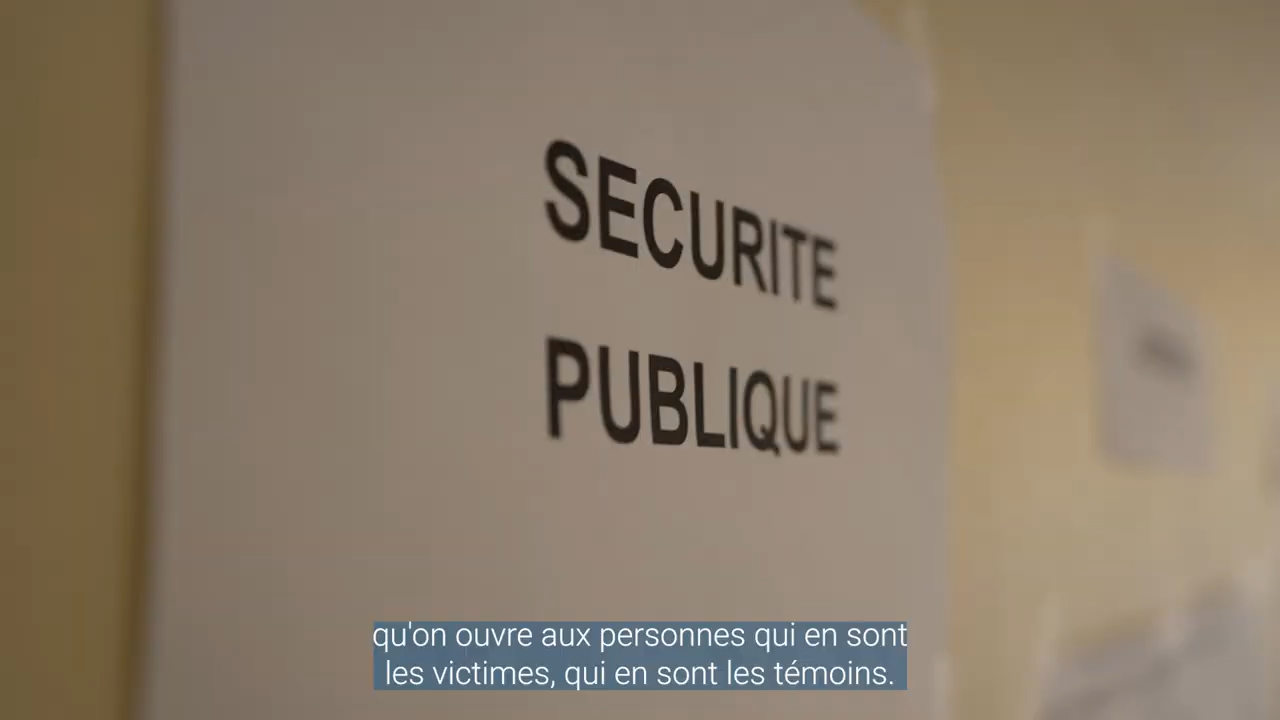 SECURITE
PUBLIQUE
qu'on ouvre aux personnes qui en sont
les victimes, qui en sont les témoins.